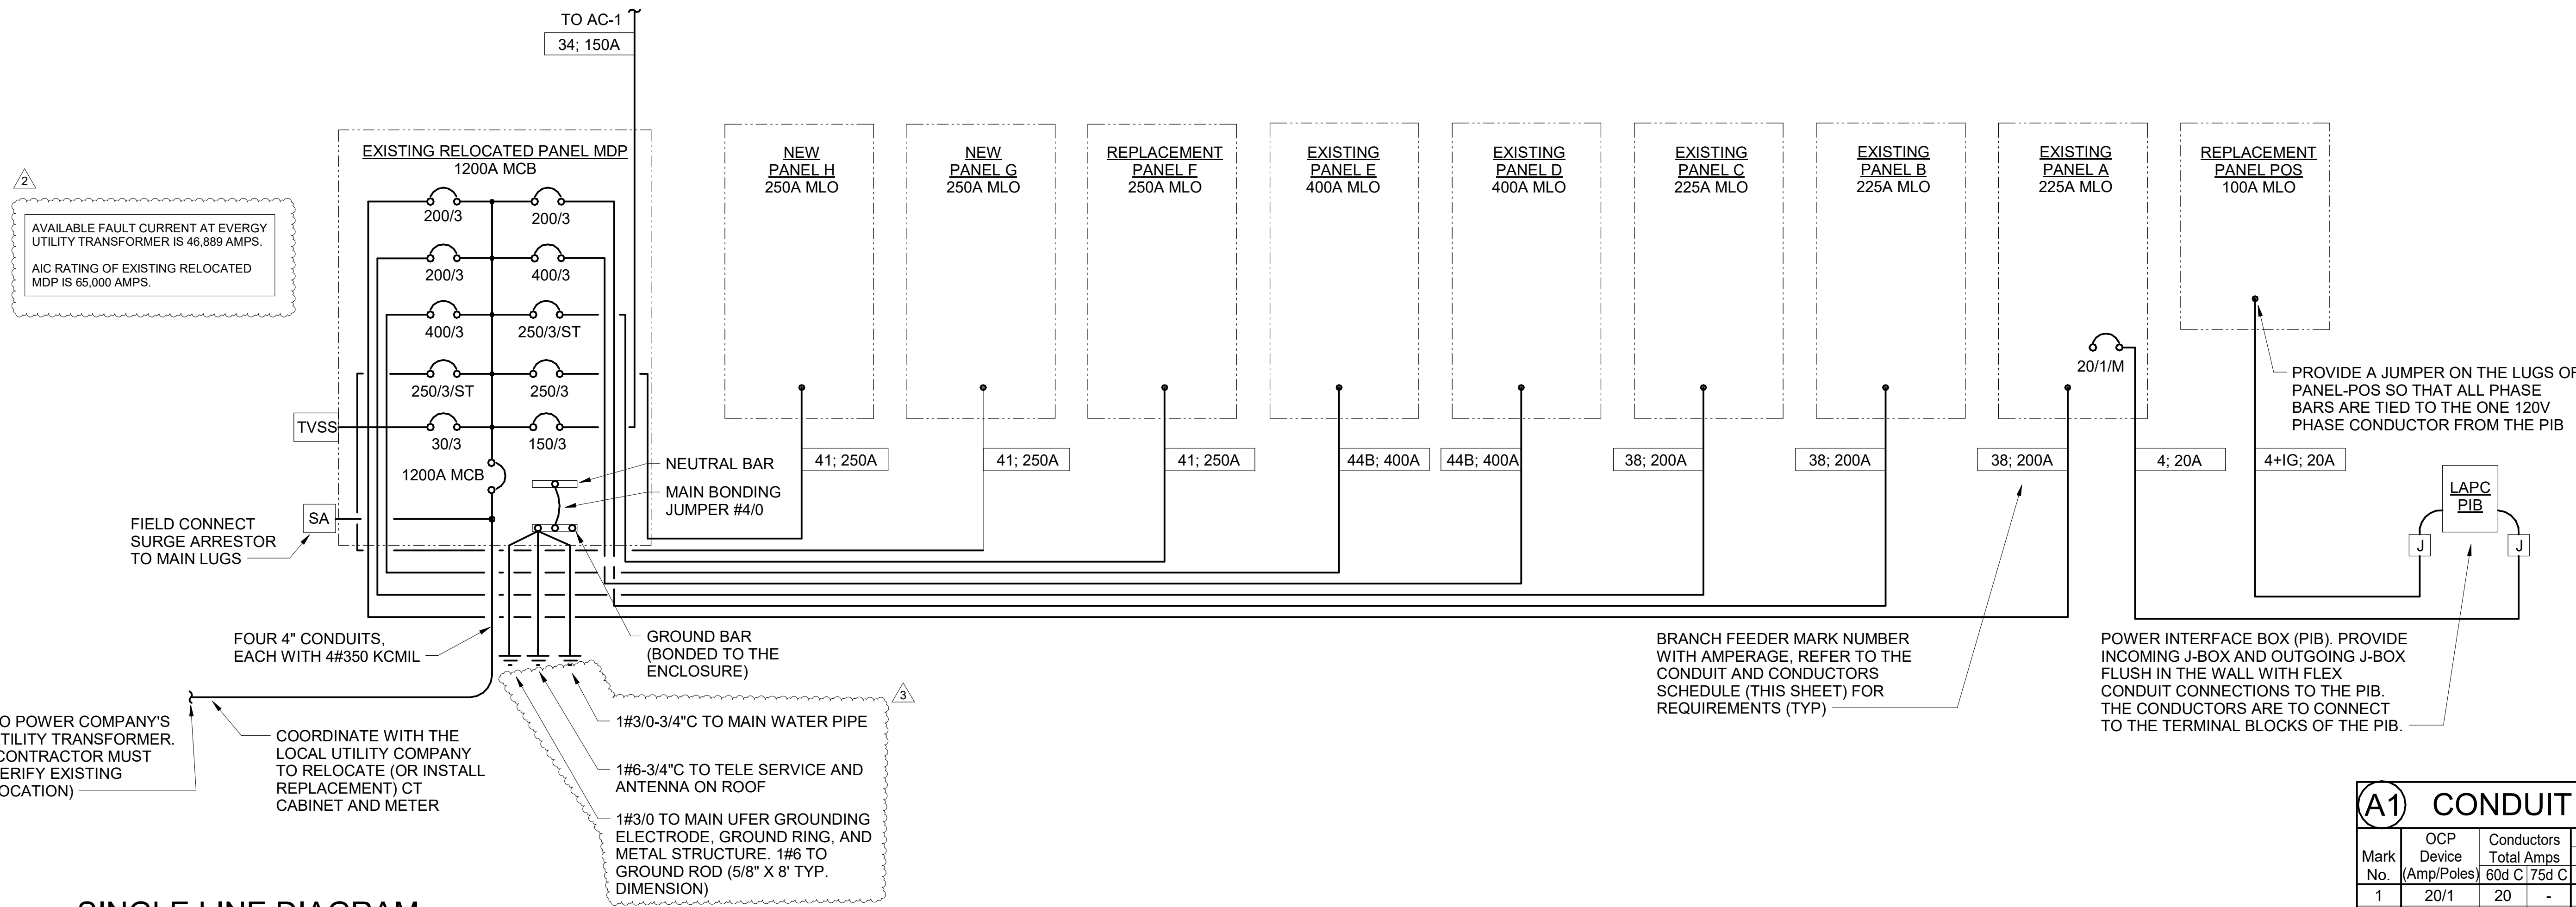 TO AC-1
34; 150A
2
AVAILABLE FAULT CURRENT AT EVERGY
UTILITY TRANSFORMER IS 46,889 AMPS.
AIC RATING OF EXISTING RELOCATED
MDP IS 65,000 AMPS.
EXISTING RELOCATED PANEL MDP
1200A MCB
200/3
200/3
200/3
400/3
400/3
250/3/ST
250/3/ST
250/3
30/3
150/3
TVSS
1200A MCB
SA
FIELD CONNECT
SURGE ARRESTOR
TO MAIN LUGS
NEUTRAL BAR
MAIN BONDING
JUMPER #4/0
NEW
PANEL H
250A MLO
NEW
PANEL G
250A MLO
REPLACEMENT
PANEL F
250A MLO
EXISTING
PANEL E
400A MLO
EXISTING
PANEL D
400A MLO
EXISTING
PANEL C
225A MLO
EXISTING
PANEL B
225A MLO
EXISTING
PANEL A
225A MLO
REPLACEMENT
PANEL POS
100A MLO
20/1/M
PROVIDE A JUMPER ON THE LUGS OF
PANEL-POS SO THAT ALL PHASE
BARS ARE TIED TO THE ONE 120V
PHASE CONDUCTOR FROM THE PIB
41; 250A
41; 250A
41; 250A
44B; 400A
44B; 400A
38; 200A
38; 200A
38; 200A
4; 20A
4+IG; 20A
LAPC
PIB
J
J
FOUR 4" CONDUITS,
EACH WITH 4#350 KCMIL
GROUND BAR
(BONDED TO THE
ENCLOSURE)
BRANCH FEEDER MARK NUMBER
WITH AMPERAGE, REFER TO THE
CONDUIT AND CONDUCTORS
SCHEDULE (THIS SHEET) FOR
REQUIREMENTS (TYP)
POWER INTERFACE BOX (PIB). PROVIDE
INCOMING J-BOX AND OUTGOING J-BOX
FLUSH IN THE WALL WITH FLEX
CONDUIT CONNECTIONS TO THE PIB.
THE CONDUCTORS ARE TO CONNECT
TO THE TERMINAL BLOCKS OF THE PIB.
O POWER COMPANY'S
TILITY TRANSFORMER.
CONTRACTOR MUST
ERIFY EXISTING
OCATION)
COORDINATE WITH THE
LOCAL UTILITY COMPANY
TO RELOCATE (OR INSTALL
REPLACEMENT) CT
CABINET AND METER
3
1#3/0-3/4"C TO MAIN WATER PIPE
1#6-3/4"C TO TELE SERVICE AND
ANTENNA ON ROOF
1#3/0 TO MAIN UFER GROUNDING
ELECTRODE, GROUND RING, AND
METAL STRUCTURE. 1#6 TO
GROUND ROD (5/8" X 8' TYP.
DIMENSION)
SINGLE LINE DIAGRAM
A1 CONDUIT
Mark No.
OCP Device (Amp/Poles)
Conductors Total Amps
60d C 75d C
1 20/1 20 -